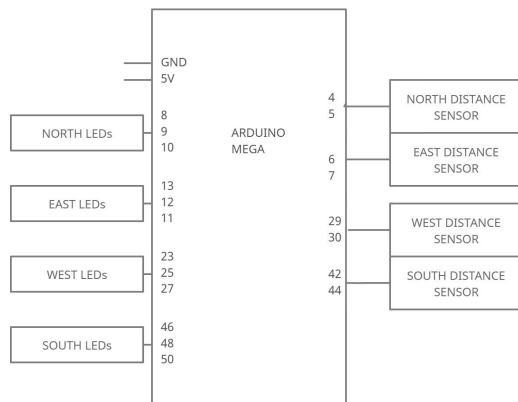 GND
5V
8
9
10
NORTH LEDs
13
12
11
EAST LEDs
23
25
27
WEST LEDs
46
48
50
SOUTH LEDs
ARDUINO
MEGA
4
5
NORTH DISTANCE
SENSOR
6
7
EAST DISTANCE
SENSOR
29
30
WEST DISTANCE
SENSOR
42
44
SOUTH DISTANCE
SENSOR